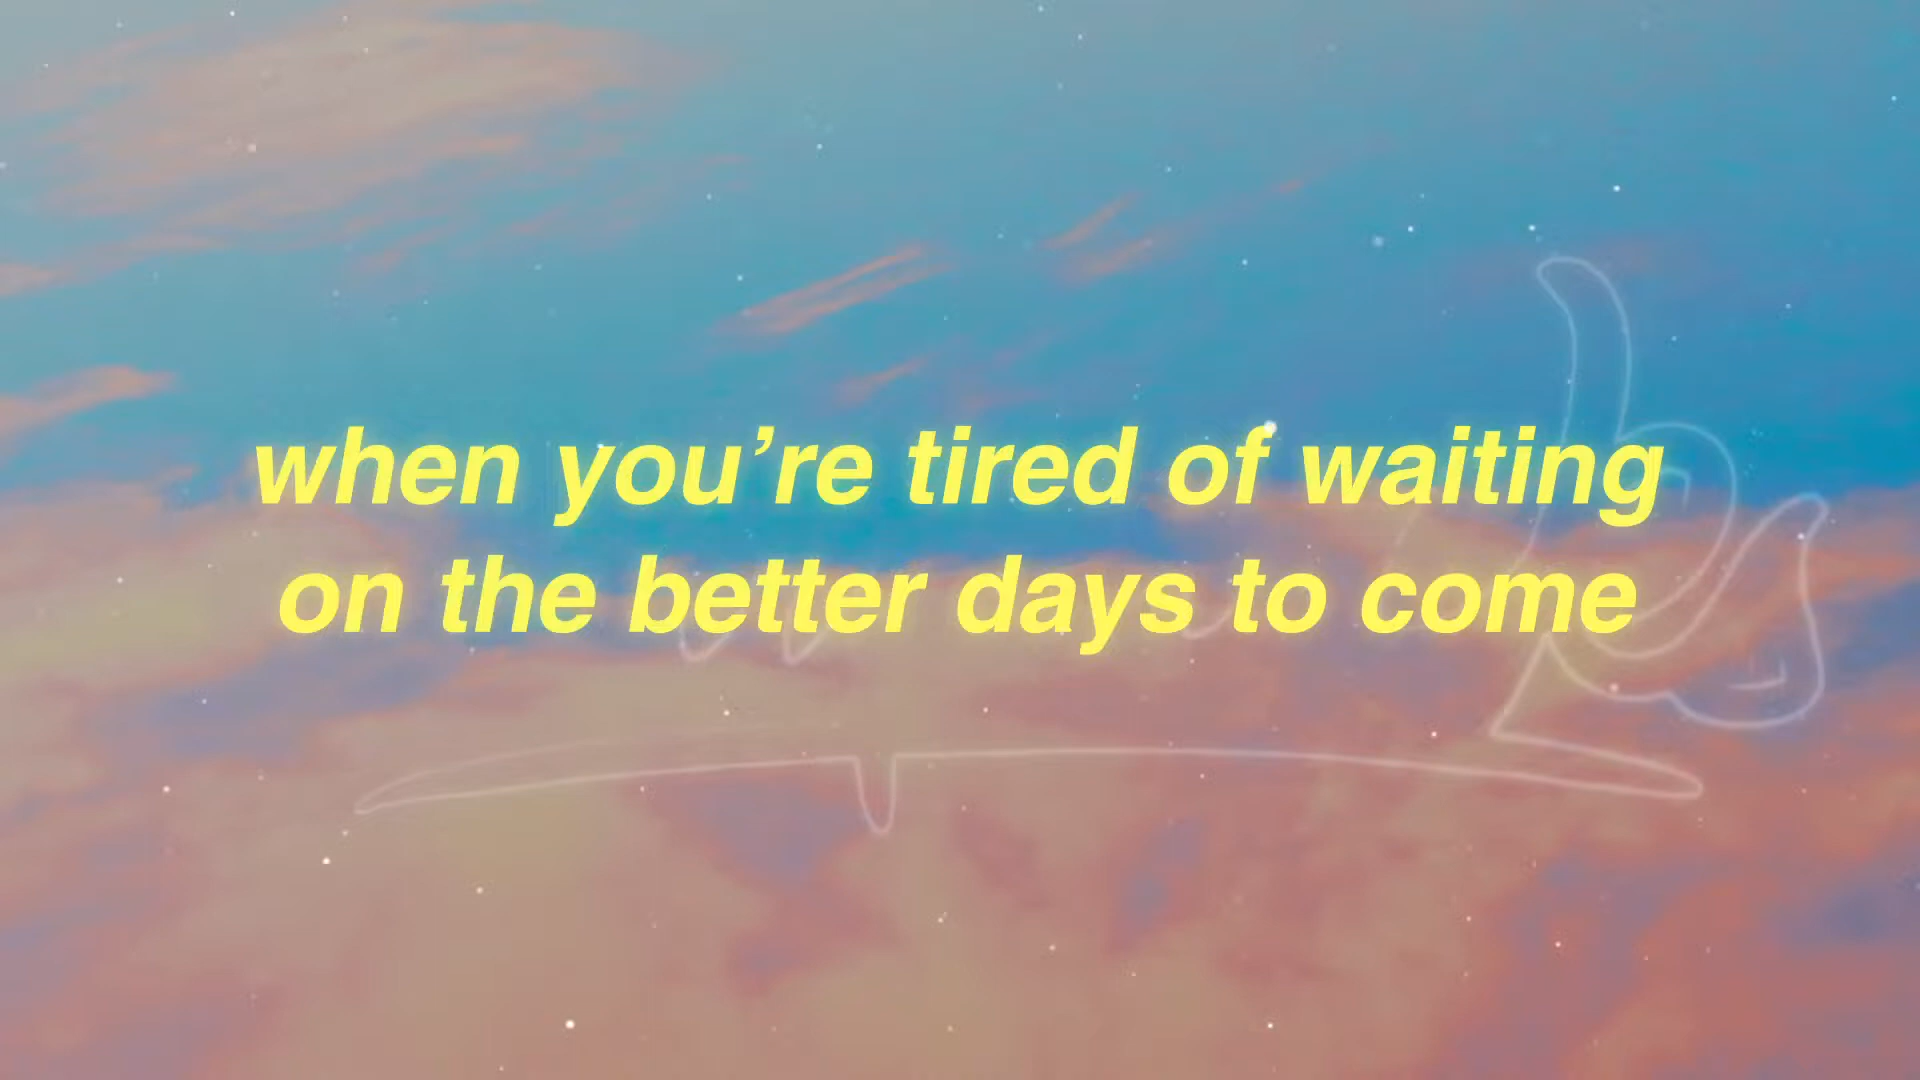 when you’re tired of waiting
on the better days to come